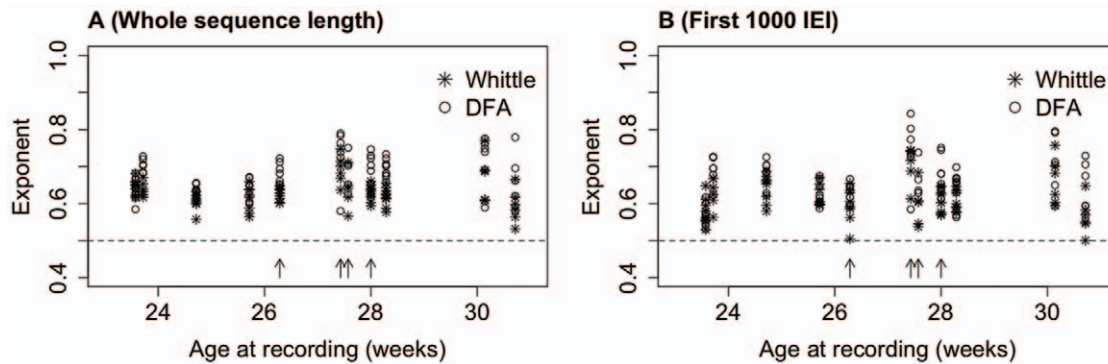 A (Whole sequence length)
Exponent
1.0
0.8
0.6
0.4
Whittle
DFA
24 26 28 30
Age at recording (weeks)
B (First 1000 IEI)
Exponent
1.0
0.8
0.6
0.4
Whittle
DFA
24 26 28 30
Age at recording (weeks)